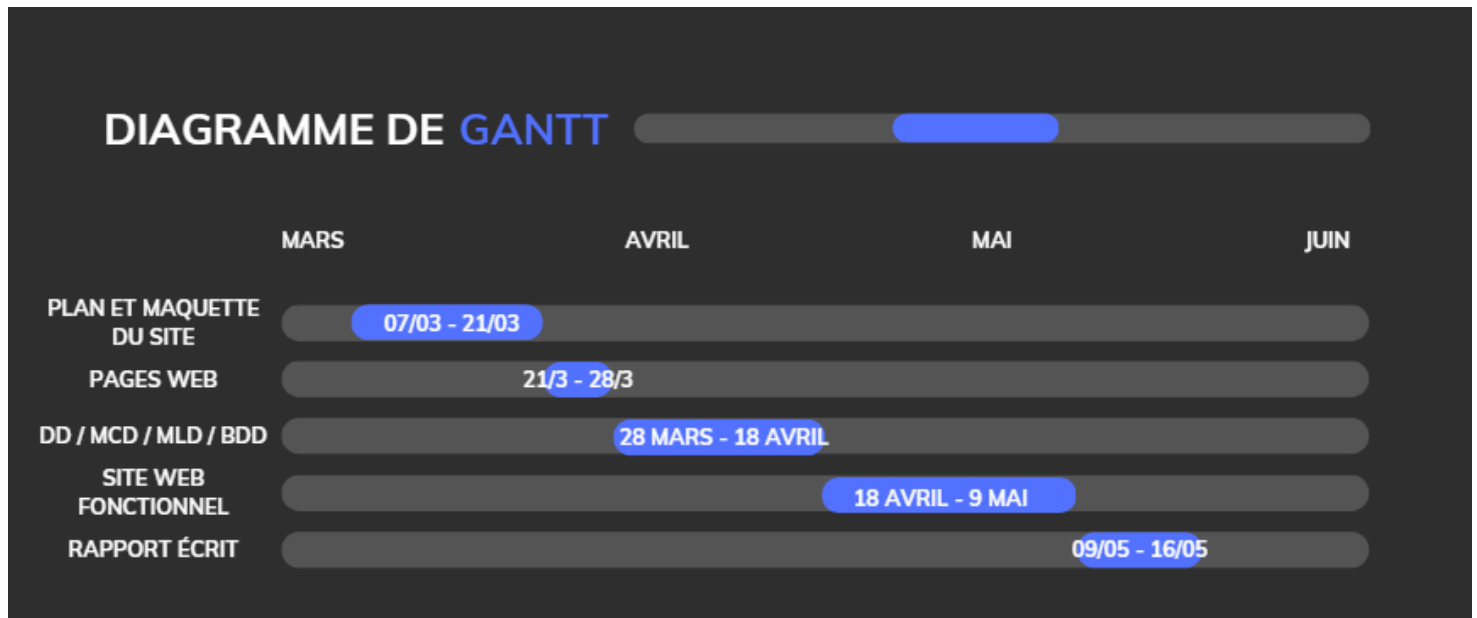 DIAGRAMME DE GANTT
MARS AVRIL MAI JUIN
PLAN ET MAQUETTE
DU SITE
07/03 - 21/03
PAGES WEB
21/3 - 28/3
DD / MCD / MLD / BDD
28 MARS - 18 AVRIL
SITE WEB
FONCTIONNEL
18 AVRIL - 9 MAI
RAPPORT ÉCRIT
09/05 - 16/05